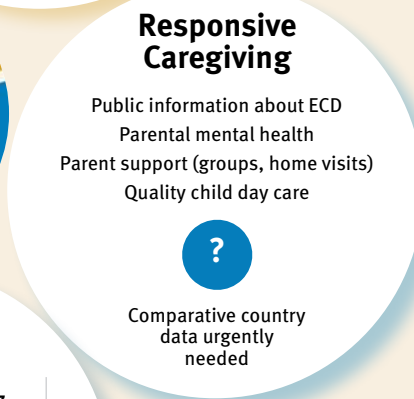 Responsive
Caregiving
Public information about ECD
Parental mental health
Parent support (groups, home visits)
Quality child day care
?
Comparative country
data urgently
needed